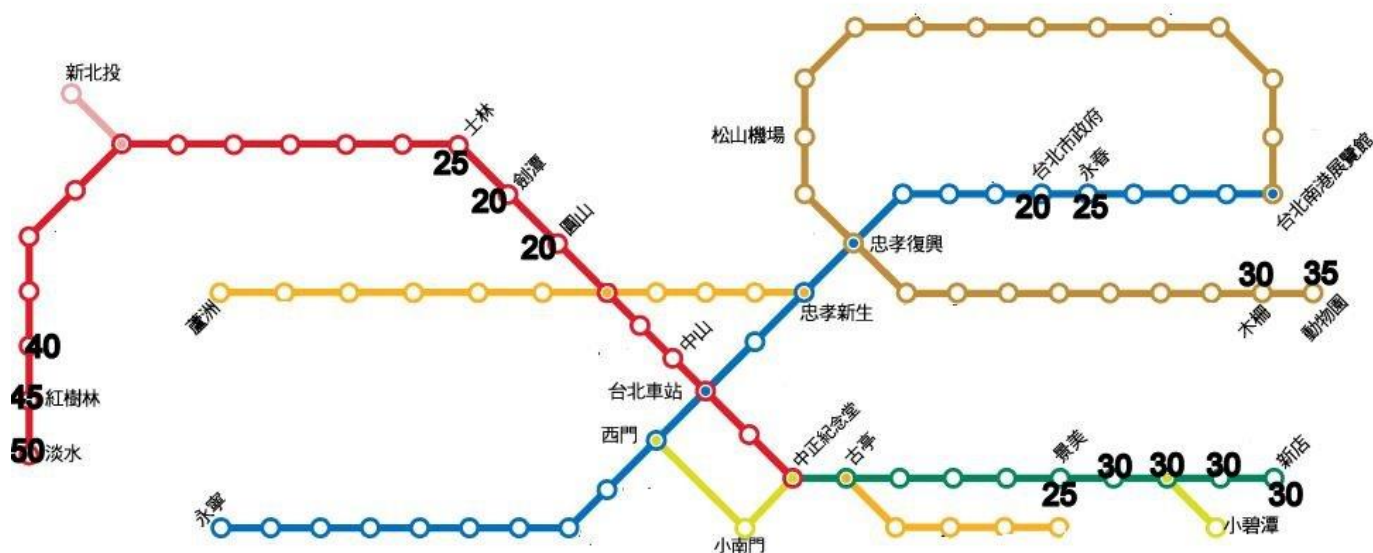 新北投
士林
25
劍潭
20
圓山
20
松山機場
台北市政府
永春
20
25
台北南港展覽館
忠孝復興
30
35
木柵
動物園
蘆洲
忠孝新生
40
中山
45
紅樹林
台北車站
50
淡水
西門
中正紀念堂
古亭
景美
30
30
30
新店
25
30
永寧
小南門
小碧潭